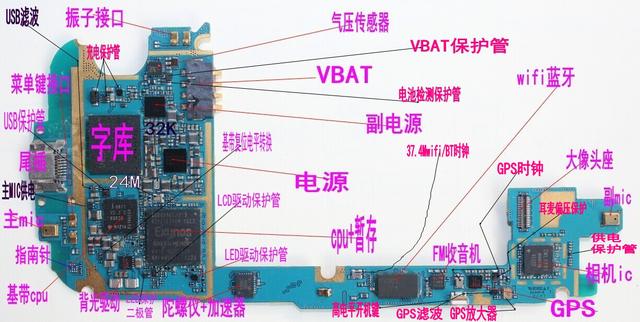 USB滤波
振子接口
气压传感器
充电保护管
VBAT保护管
菜单键接口
VBAT
wifi蓝牙
电池检测保护管
USB保护管
字库
32K
副电源
基带复位电平转换
37.4Mwifi/BT时钟
尾插
24M
电源
GPS时钟
大像头座
主MIC供电
LCD驱动保护管
副mic
主mic
Exynos
cpu+暂存
耳麦偏压保护
指南针
LED驱动保护管
FM收音机
供电
保护管
基带cpu
背光驱动
二极管
陀螺仪+加速器
高电平开机键
GPS滤波
GPS放大器
GPS
相机ic